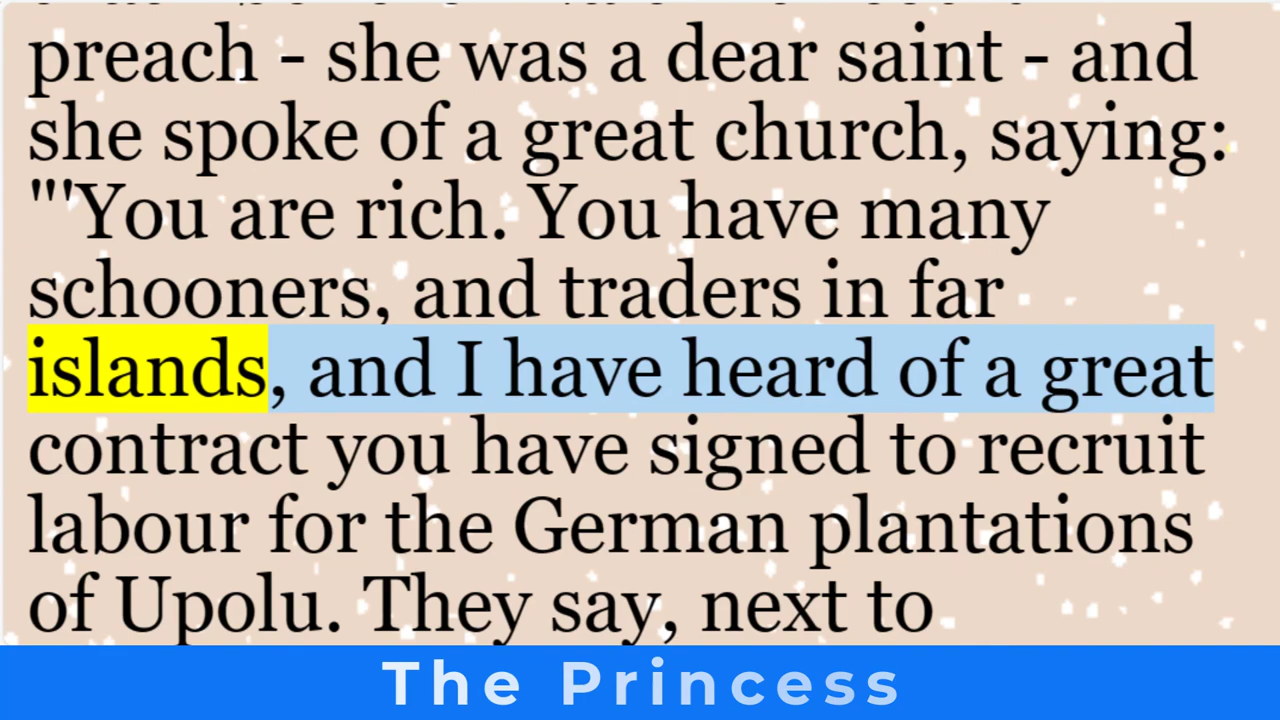 preach - she was a dear saint - and
she spoke of a great church, saying:
"'You are rich. You have many
schooners, and traders in far
islands, and I have heard of a great
contract you have signed to recruit
labour for the German plantations
of Upolu. They say, next to
The Princess